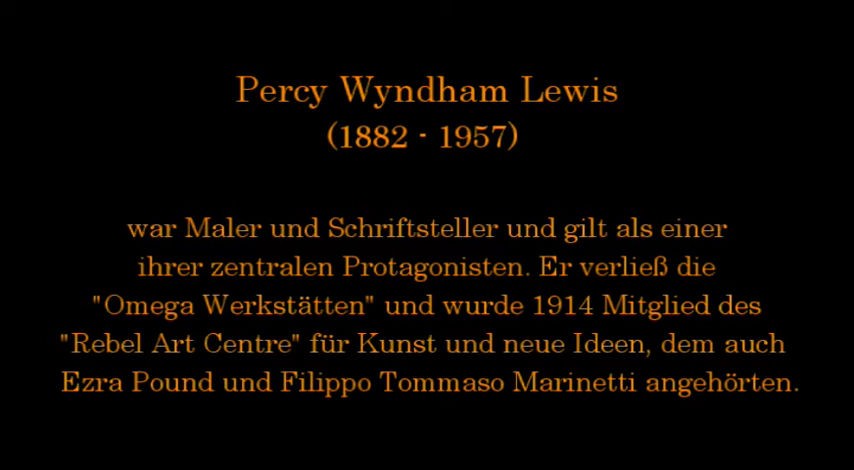 Percy Wyndham Lewis
(1882 - 1957)
war Maler und Schriftsteller und gilt als einer
ihrer zentralen Protagonisten. Er verließ die
"Omega Werkstätten" und wurde 1914 Mitglied des
"Rebel Art Centre" für Kunst und neue Ideen, dem auch
Ezra Pound und Filippo Tommaso Marinetti angehörten.